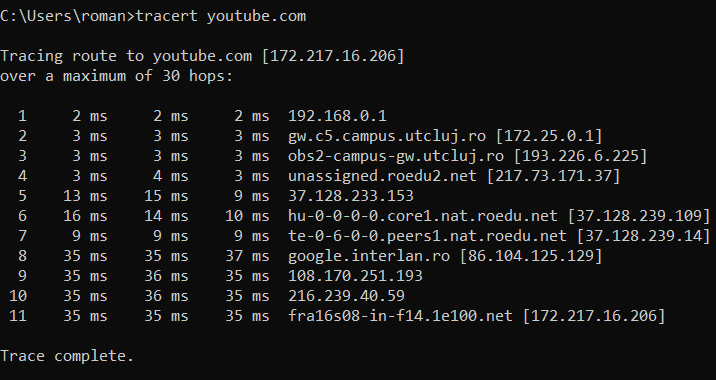 C:\Users\roman>tracert youtube.com
Tracing route to youtube.com [172.217.16.206]
over a maximum of 30 hops:
1 2 ms 2 ms 2 ms 192.168.0.1
2 3 ms 3 ms 3 ms gw.c5.campus.utcluj.ro [172.25.0.1]
3 3 ms 3 ms 3 ms obs2-campus-gw.utcluj.ro [193.226.6.225]
4 3 ms 4 ms 3 ms unassigned.roedu2.net [217.73.171.37]
5 13 ms 15 ms 9 ms 37.128.233.153
6 16 ms 14 ms 10 ms hu-0-0-0-0.core1.nat.roedu.net [37.128.239.109]
7 9 ms 9 ms 9 ms te-0-6-0-0.peers1.nat.roedu.net [37.128.239.14]
8 35 ms 35 ms 37 ms google.interlan.ro [86.104.125.129]
9 35 ms 36 ms 35 ms 108.170.251.193
10 35 ms 36 ms 35 ms 216.239.40.59
11 35 ms 35 ms 35 ms fra16s08-in-f14.1e100.net [172.217.16.206]
Trace complete.